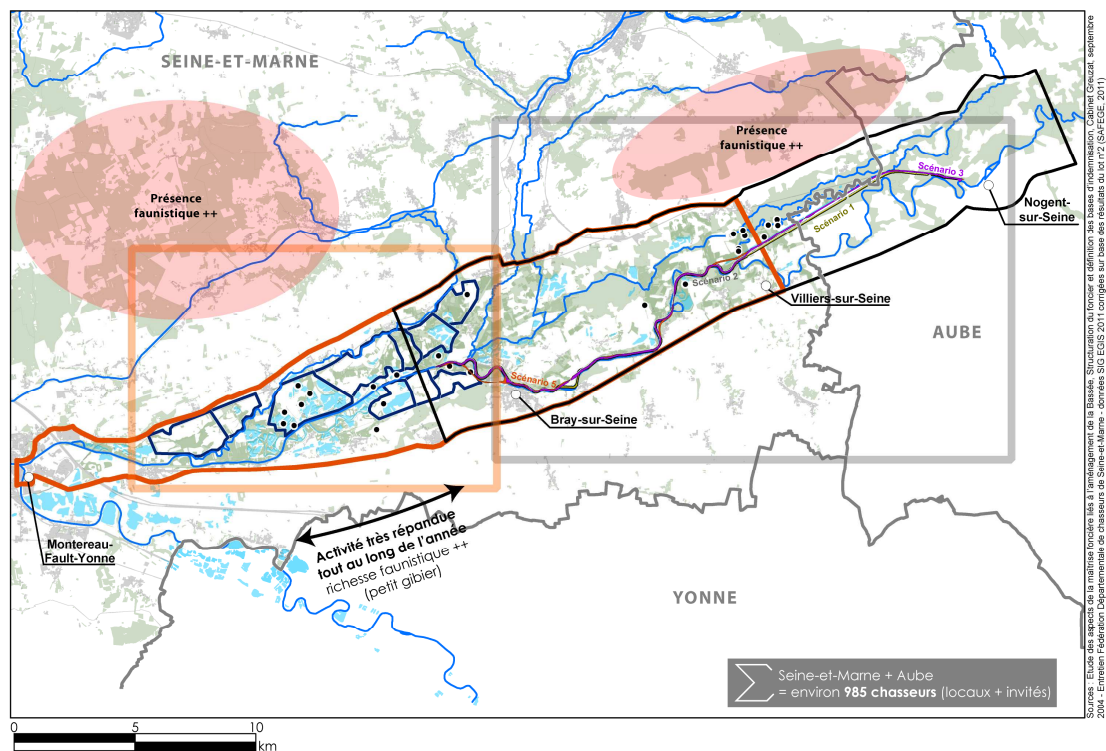 SEINE-ET-MARNE
Présence
faunistique ++
Présence
faunistique ++
Scénario 3
Scénario 1
Nogent-
sur-Seine
Scénario 2
Villiers-sur-Seine
AUBE
Scénario 5
Bray-sur-Seine
Montereau-
Fault-Yonne
Activité très répandue
tout au long de l'année
richesse faunistique ++
(petit gibier)
YONNE
Seine-et-Marne + Aube
= environ 985 chasseurs (locaux + invités)
0 5 10
km
Sources : Etude des aspects de la maîtrise foncière liés à l'aménagement de la Bassée, Structuration du foncier et définition des bases d'indemnisation, Cabinet Greuzat, septembre
2004 - Entretien Fédération Départementale de chasseurs de Seine-et-Marne - données SIG EGIS 2011 corrigées sur base des résultats du lot n°2 (SAFEGE, 2011)